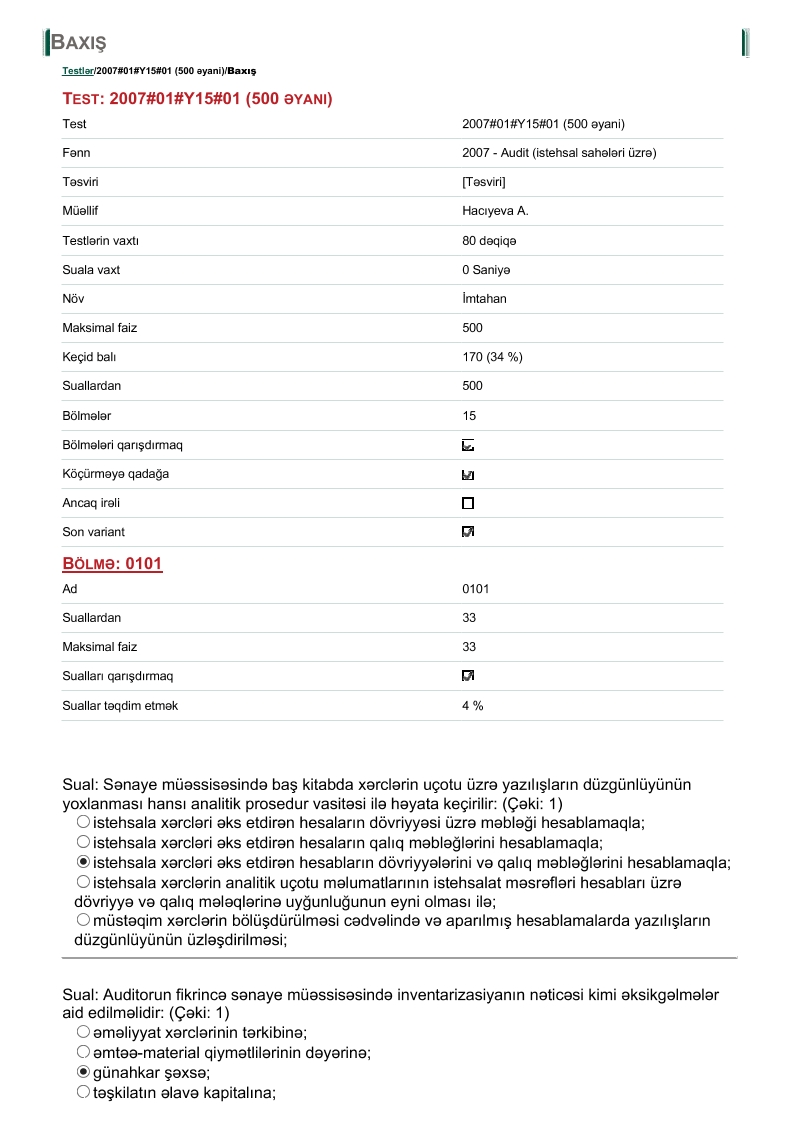 BAXIŞ
Testlər/2007#01#Y15#01 (500 əyani)/Baxış
TEST: 2007#01#Y15#01 (500 ƏYANI)
Test 2007#01#Y15#01 (500 əyani)
Fənn 2007 - Audit (istehsal sahələri üzrə)
Təsviri [Təsviri]
Müəllif Hacıyeva A.
Testlərin vaxtı 80 dəqiqə
Suala vaxt 0 Saniyə
Növ İmtahan
Maksimal faiz 500
Keçid balı 170 (34 %)
Suallardan 500
Bölmələr 15
Bölmələri qarışdırmaq
Köçürməyə qadağa
Ancaq irəli
Son variant
BÖLMƏ: 0101
Ad 0101
Suallardan 33
Maksimal faiz 33
Sualları qarışdırmaq
Suallar təqdim etmək 4 %
Sual: Sənaye müəssisəsində baş kitabda xərclərin uçotu üzrə yazılışların düzgünlüyünün
yoxlanması hansı analitik prosedur vasitəsi ilə həyata keçirilir: (Çəki: 1)
istehsala xərcləri əks etdirən hesaların dövriyyəsi üzrə məbləği hesablamaqla;
istehsala xərcləri əks etdirən hesaların qalıq məbləğlərini hesablamaqla;
istehsala xərcləri əks etdirən hesabların dövriyyələrini və qalıq məbləğlərini hesablamaqla;
istehsala xərclərin analitik uçotu məlumatlarının istehsalat məsrəfləri hesabları üzrə
dövriyyə və qalıq mələqlərinə uyğunluğunun eyni olması ilə;
müstəqim xərclərin bölüşdürülməsi cədvəlində və aparılmış hesablamalarda yazılışların
düzgünlüyünün üzləşdirilməsi;
Sual: Auditorun fikrincə sənaye müəssisəsində inventarizasiyanın nəticəsi kimi əksikgəlmələr
aid edilməlidir: (Çəki: 1)
əməliyyat xərclərinin tərkibinə;
əmtəə-material qiymətlilərinin dəyərinə;
günahkar şəxsə;
təşkilatın əlavə kapitalına;